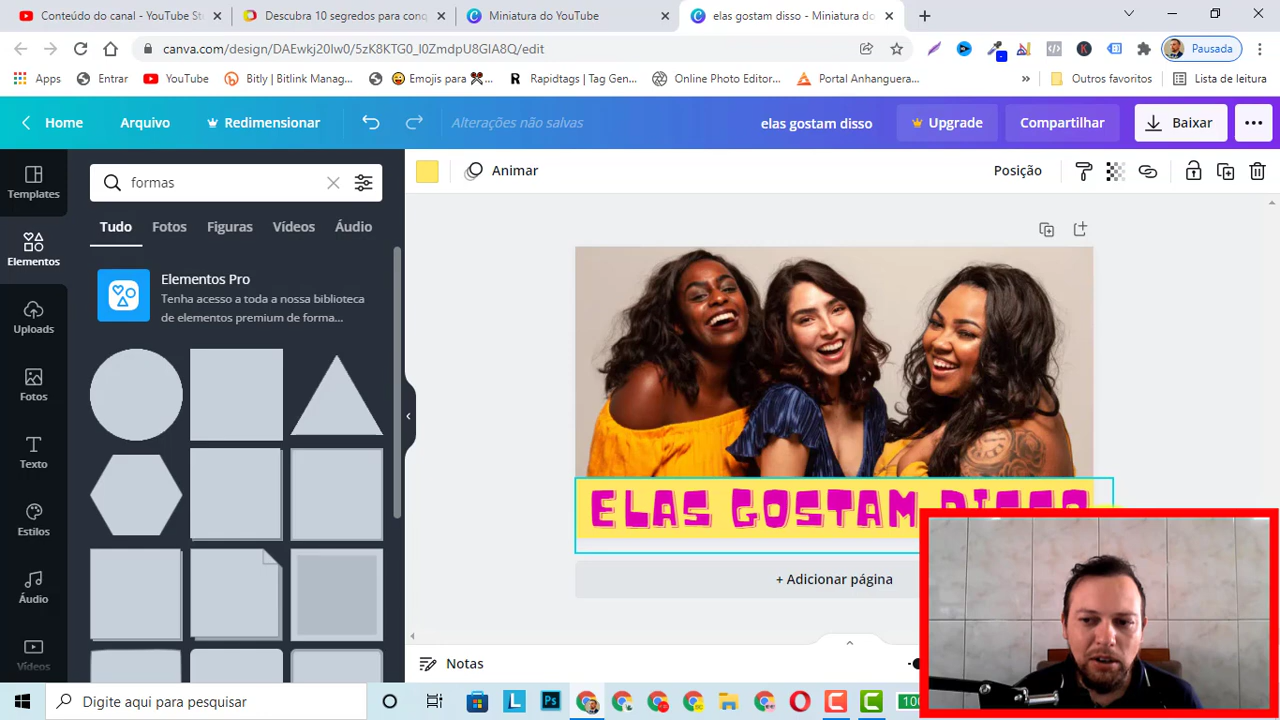 Conteúdo do canal - YouTube St
Descubra 10 segredos para conq
Miniatura do YouTube
elas gostam disso - Miniatura do
canva.com/design/DAEwkj20Iw0/5zK8KTG0_I0ZmdpU8GIA8Q/edit
Pausada
Apps
Entrar
YouTube
Bitly | Bitlink Manag...
Emojis para
Rapidtags | Tag Gen...
Online Photo Editor...
Portal Anhanguera...
»
Outros favoritos
Lista de leitura
Home
Arquivo
Redimensionar
Alterações não salvas
elas gostam disso
Upgrade
Compartilhar
Baixar
Templates
Elementos
Uploads
Fotos
Texto
Estilos
Áudio
Vídeos
formas
Animar
Posição
Tudo
Fotos
Figuras
Vídeos
Áudio
Elementos Pro
Tenha acesso a toda a nossa biblioteca
de elementos premium de forma...
ELAS GOSTAM DISSO
+ Adicionar página
Notas
Digite aqui para pesquisar
Ps